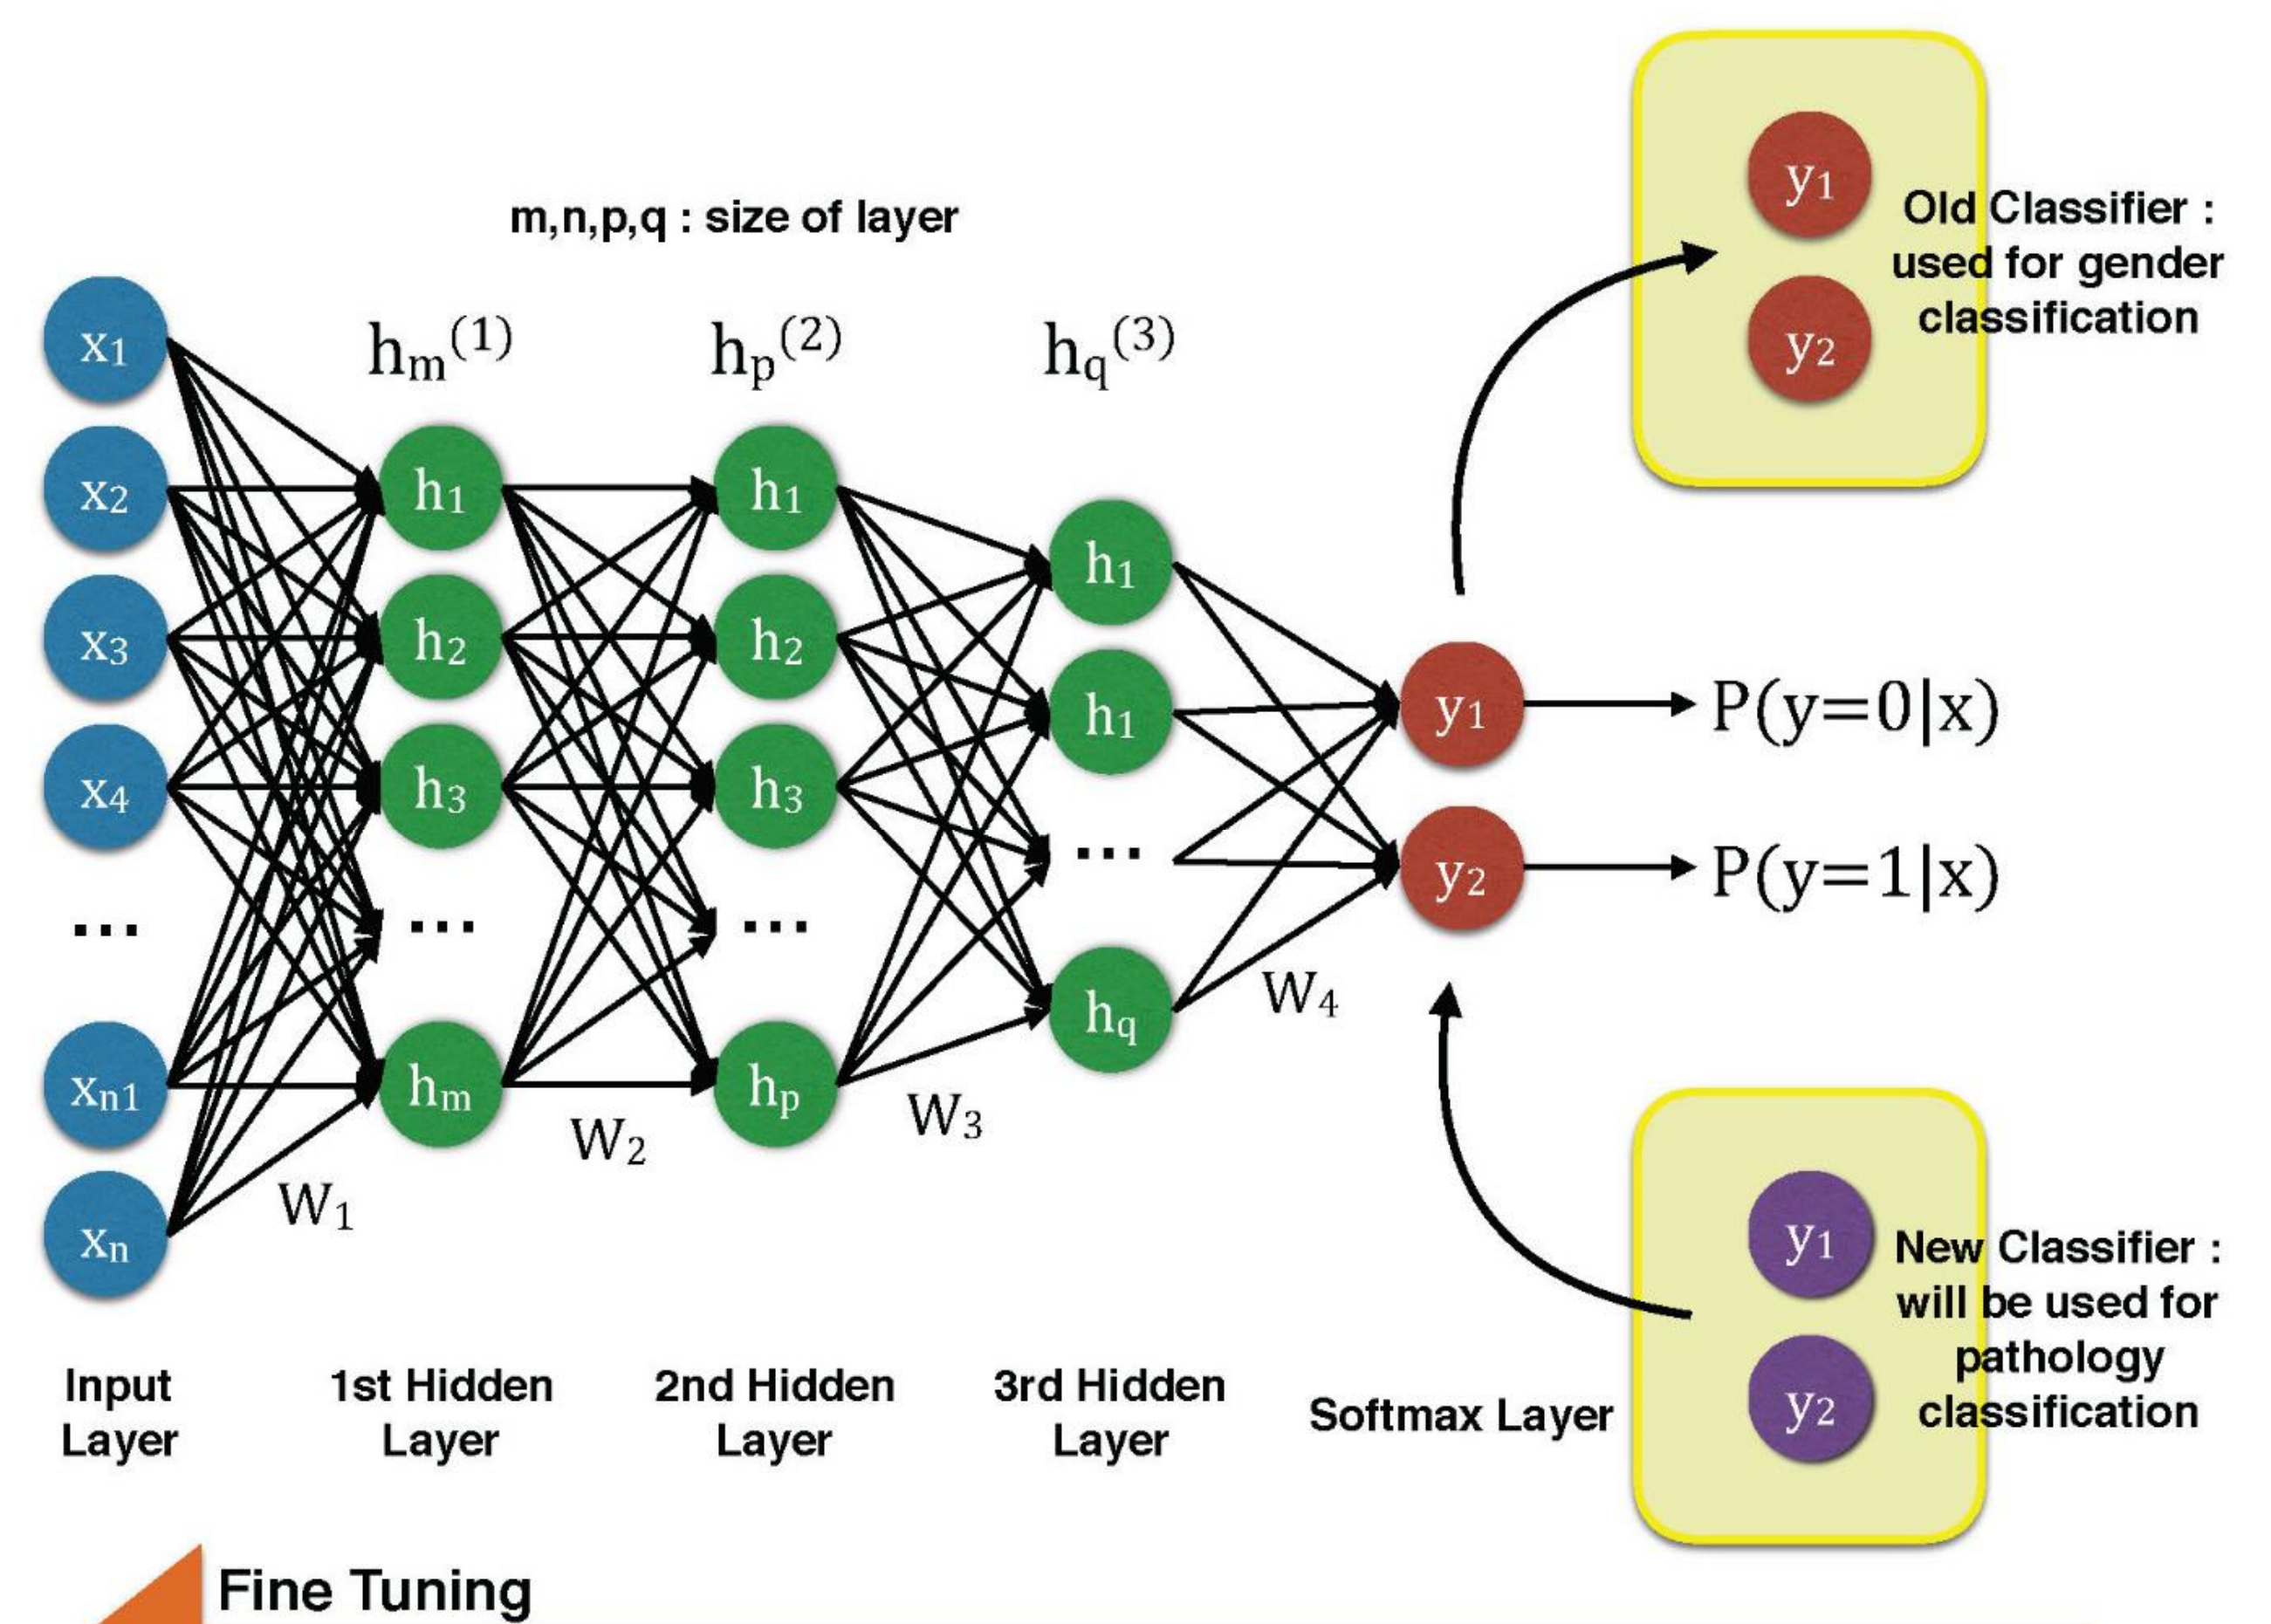 m,n,p,q : size of layer
x1
x2
x3
x4
...
xn1
xn
hm(1)
h1
h2
h3
...
hm
hp(2)
h1
h2
h3
...
hp
hq(3)
h1
h1
...
hq
W1
W2
W3
W4
y1
y2
P(y=0|x)
P(y=1|x)
y1
y2
Old Classifier :
used for gender
classification
y1
y2
New Classifier :
will be used for
pathology
classification
Input
Layer
1st Hidden
Layer
2nd Hidden
Layer
3rd Hidden
Layer
Softmax Layer
Fine Tuning